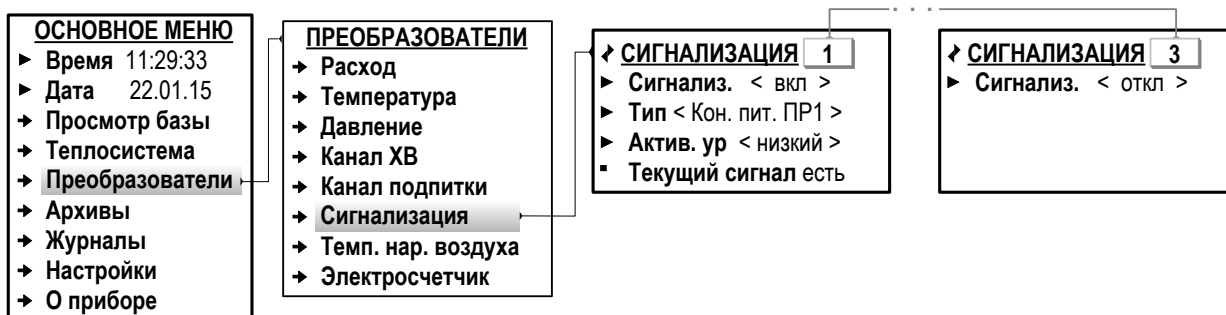 ОСНОВНОЕ МЕНЮ
Время 11:29:33
Дата 22.01.15
Просмотр базы
Теплосистема
Преобразователи
Архивы
Журналы
Настройки
О приборе
ПРЕОБРАЗОВАТЕЛИ
Расход
Температура
Давление
Канал ХВ
Канал подпитки
Сигнализация
Темп. нар. воздуха
Электросчетчик
СИГНАЛИЗАЦИЯ 1
Сигнализ. < вкл >
Тип < Кон. пит. ПР1 >
Актив. ур < низкий >
Текущий сигнал есть
. . .
СИГНАЛИЗАЦИЯ 3
Сигнализ. < откл >